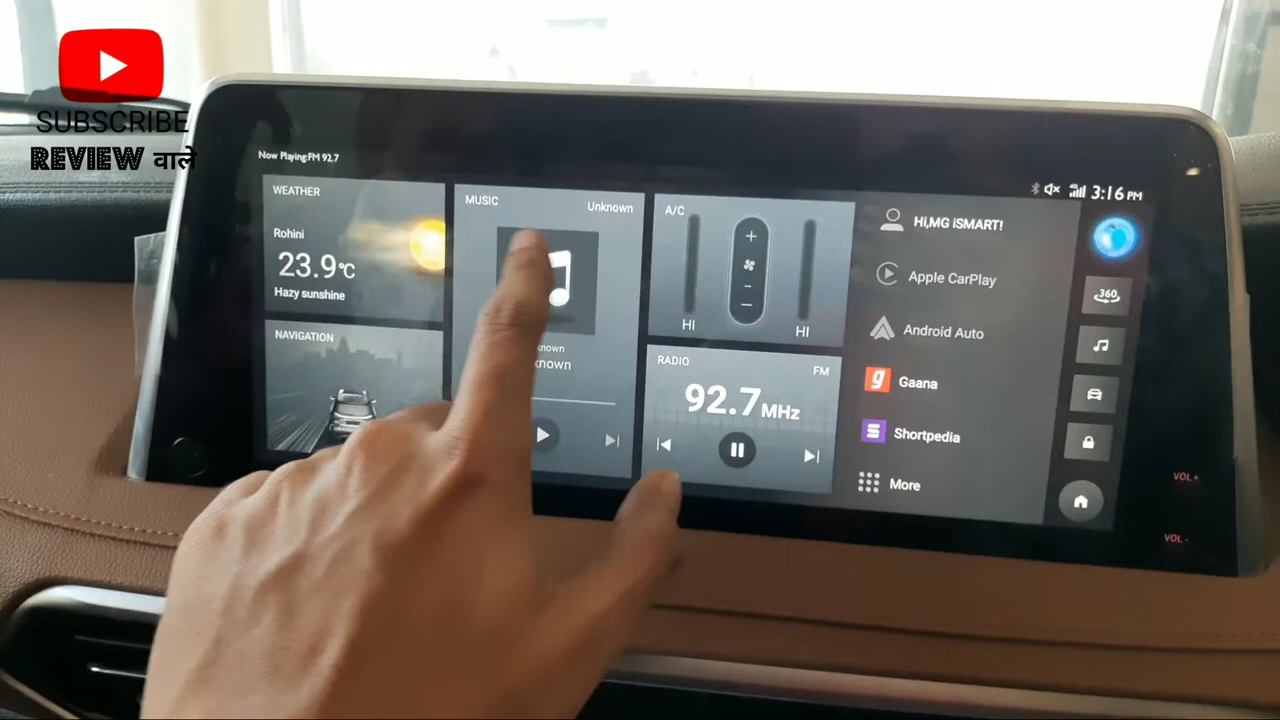 SUBSCRIBE
REVIEW वाले
Now Playing:FM 92.7
3:16 PM
WEATHER
Rohini
23.9°C
Hazy sunshine
NAVIGATION
MUSIC
Unknown
A/C
+
-
HI
HI
RADIO
FM
92.7 MHz
Hi,MG iSMART!
Apple CarPlay
Android Auto
Gaana
Shortpedia
More
360
VOL+
VOL-